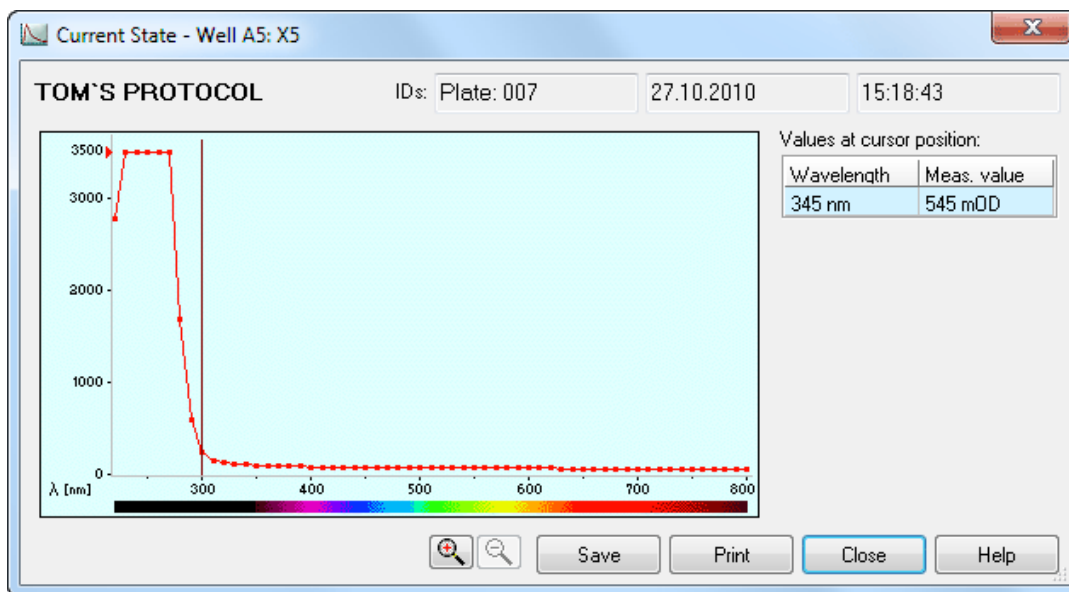 Current State - Well A5: X5
X
TOM`S PROTOCOL IDs: Plate: 007 27.10.2010 15:18:43
Values at cursor position:
Wavelength Meas. value
345 nm 545 mOD
3500
3000
2000
1000
0
λ [nm] 300 400 500 600 700 800
Save Print Close Help